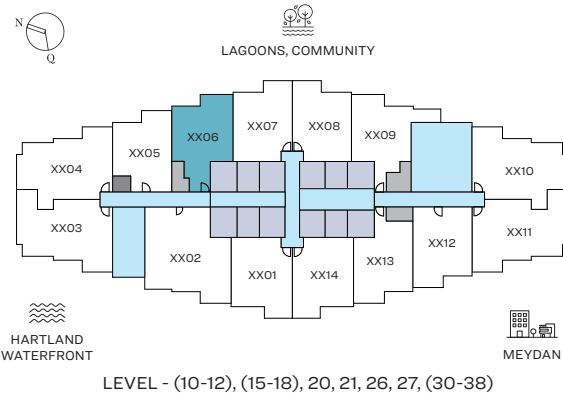 N
Q
LAGOONS, COMMUNITY
XX07
XX08
XX06
XX09
XX05
XX04
XX10
XX03
XX11
XX02
XX12
XX13
XX01
XX14
HARTLAND
WATERFRONT
MEYDAN
LEVEL - (10-12), (15-18), 20, 21, 26, 27, (30-38)